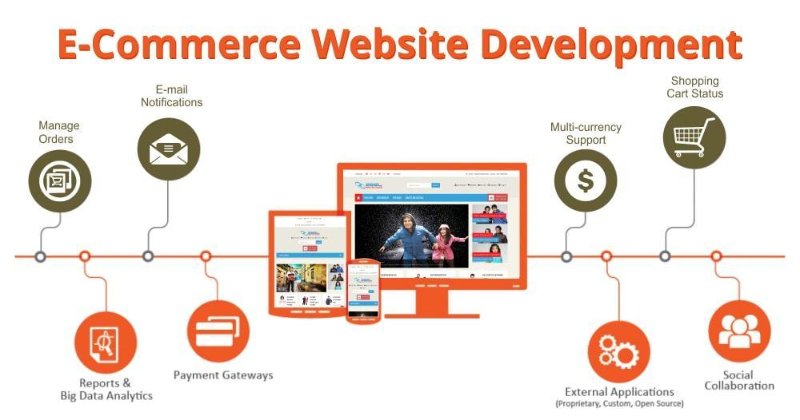 E-Commerce Website Development
E-mail
Notifications
Manage
Orders
Shopping
Cart Status
Multi-currency
Support
Reports &
Big Data Analytics
Payment Gateways
External Applications
(Proprietary, Custom, Open Source)
Social
Collaboration